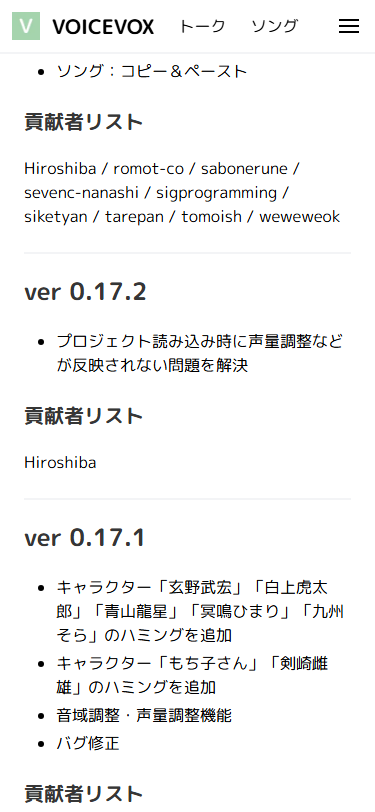 V VOICEVOX トーク ソング
ソング：コピー＆ペースト
貢献者リスト
Hiroshiba / romot-co / sabonerune /
sevenc-nanashi / sigprogramming /
siketyan / tarepan / tomoish / weweweok
ver 0.17.2
プロジェクト読み込み時に声量調整など
が反映されない問題を解決
貢献者リスト
Hiroshiba
ver 0.17.1
キャラクター「玄野武宏」「白上虎太
郎」「青山龍星」「冥鳴ひまり」「九州
そら」のハミングを追加
キャラクター「もち子さん」「剣崎雌
雄」のハミングを追加
音域調整・声量調整機能
バグ修正
貢献者リスト